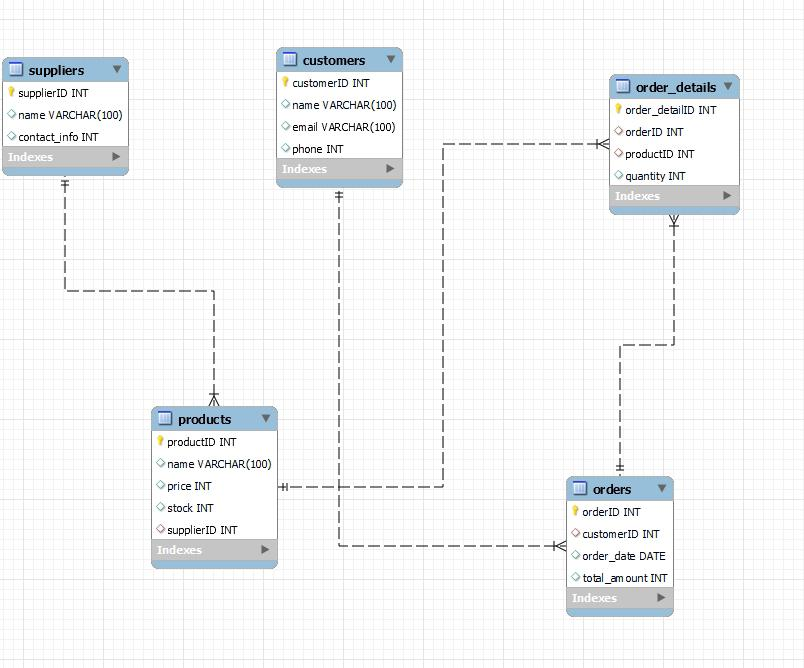 suppliers
supplierID INT
name VARCHAR(100)
contact_info INT
Indexes
customers
customerID INT
name VARCHAR(100)
email VARCHAR(100)
phone INT
Indexes
order_details
order_detailID INT
orderID INT
productID INT
quantity INT
Indexes
products
productID INT
name VARCHAR(100)
price INT
stock INT
supplierID INT
Indexes
orders
orderID INT
customerID INT
order_date DATE
total_amount INT
Indexes